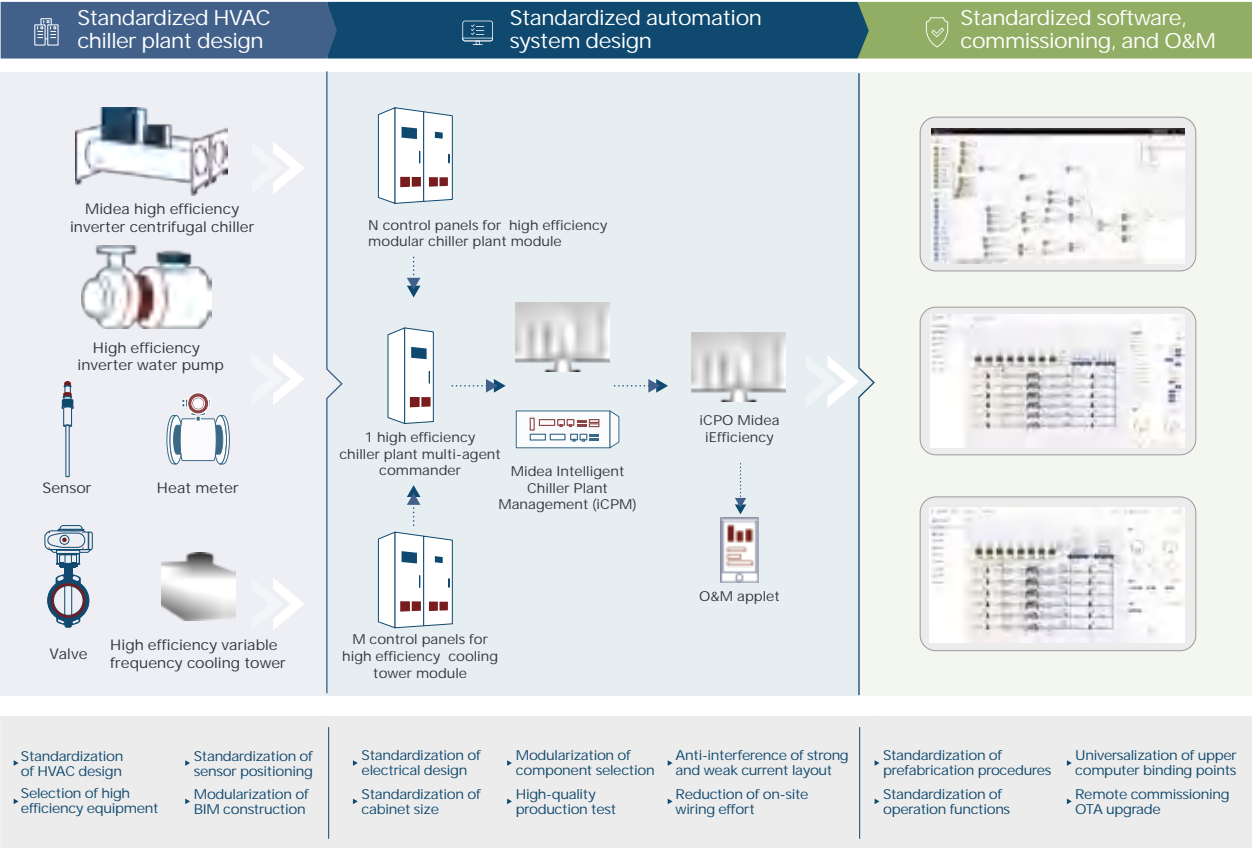 Standardized HVAC
chiller plant design
Standardized automation
system design
Standardized software,
commissioning, and O&M
Midea high efficiency
inverter centrifugal chiller
High efficiency
inverter water pump
Sensor
Heat meter
Valve
High efficiency variable
frequency cooling tower
N control panels for high efficiency
modular chiller plant module
1 high efficiency
chiller plant multi-agent
commander
Midea Intelligent
Chiller Plant
Management (iCPM)
iCPO Midea
iEfficiency
O&M applet
M control panels for
high efficiency cooling
tower module
Standardization
of HVAC design
Selection of high
efficiency equipment
Standardization of
sensor positioning
Modularization of
BIM construction
Standardization of
electrical design
Standardization of
cabinet size
Modularization of
component selection
High-quality
production test
Anti-interference of strong
and weak current layout
Reduction of on-site
wiring effort
Standardization of
prefabrication procedures
Standardization of
operation functions
Universalization of upper
computer binding points
Remote commissioning
OTA upgrade